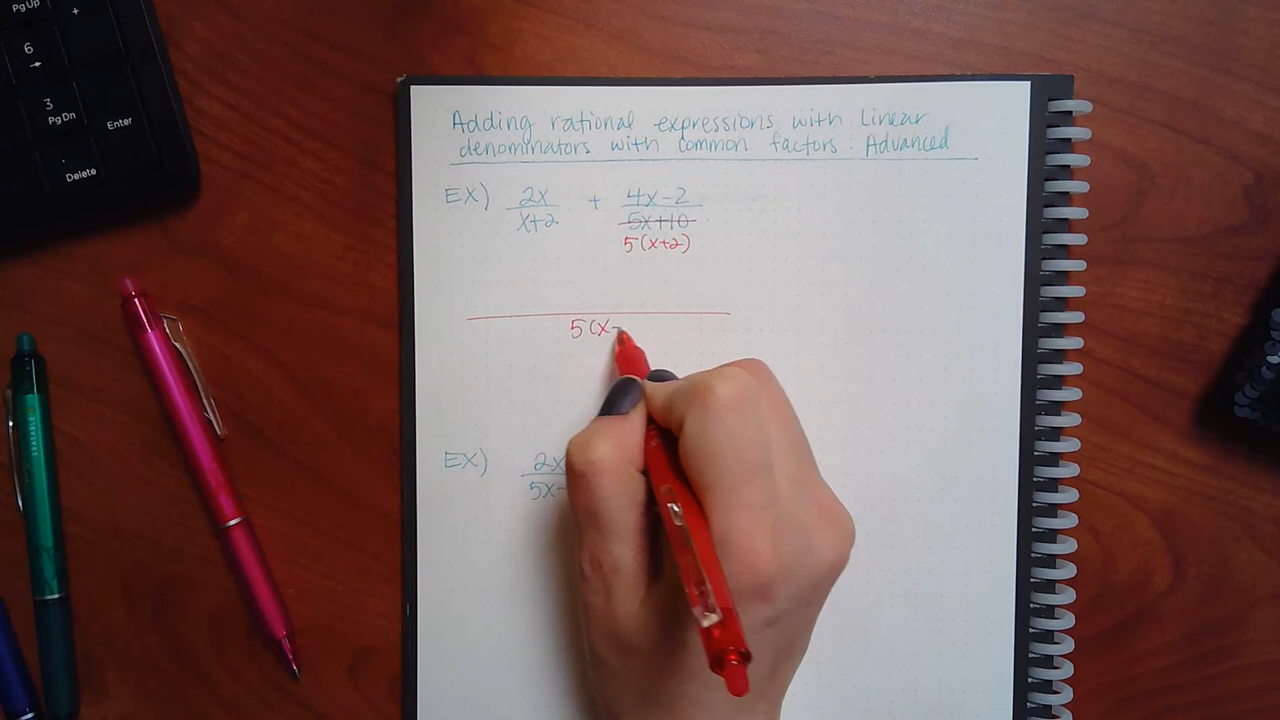 PgUp
+
6
3
PgDn
Enter
.
Delete
ERASABLE
Adding rational expressions with Linear
denominators with common factors: Advanced
EX) 2x + 4x-2
x+2 5x+10
5(x+2)
5(x-
EX) 2x
5x-